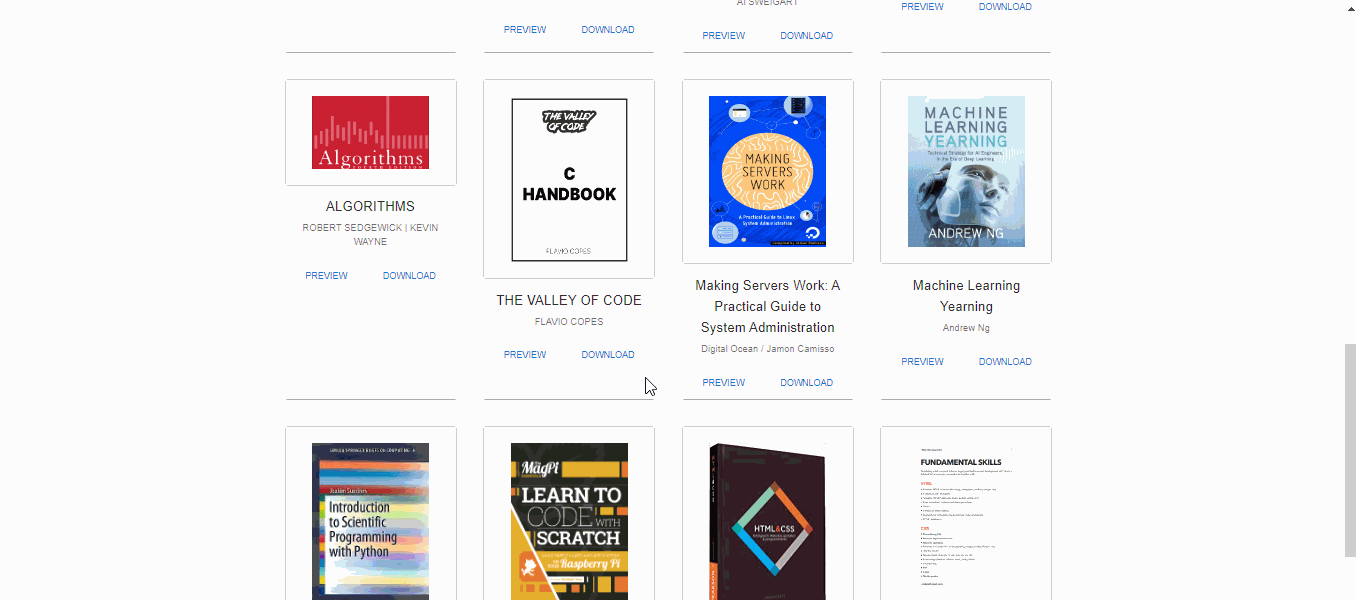 AI SWEIGART
PREVIEW DOWNLOAD
PREVIEW DOWNLOAD
PREVIEW DOWNLOAD
Algorithms
FOURTH EDITION
ALGORITHMS
ROBERT SEDGEWICK | KEVIN
WAYNE
PREVIEW DOWNLOAD
THE VALLEY
OF CODE
C
HANDBOOK
FLAVIO COPES
THE VALLEY OF CODE
FLAVIO COPES
PREVIEW DOWNLOAD
MAKING
SERVERS
WORK
A Practical Guide to Linux
System Administration
Making Servers Work: A
Practical Guide to
System Administration
Digital Ocean / Jamon Camisso
PREVIEW DOWNLOAD
MACHINE
LEARNING
YEARNING
Technical Strategy for AI Engineers,
In the Era of Deep Learning
ANDREW NG
Machine Learning
Yearning
Andrew Ng
PREVIEW DOWNLOAD
Introduction
to Scientific
Programming
with Python
MagPi
LEARN TO
CODE WITH
SCRATCH
Raspberry Pi
HTML&CSS
HTML&CSS
FUNDAMENTAL SKILLS
HTML
CSS